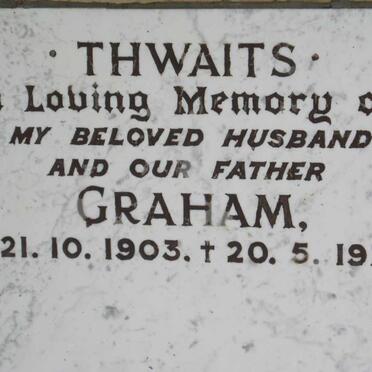 · THWAITS ·
Loving Memory
MY BELOVED HUSBAND
AND OUR FATHER
GRAHAM,
21. 10. 1903. † 20. 5. 19